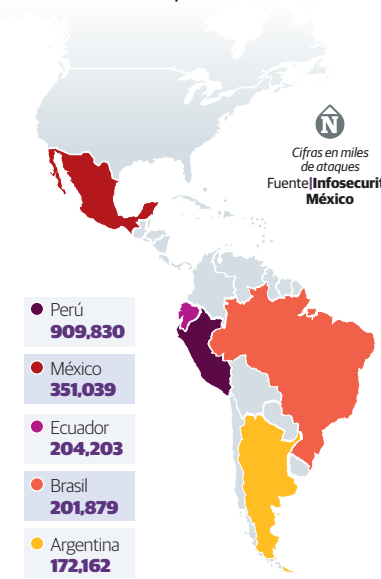 N
Cifras en miles
de ataques
Fuente|Infosecurit
México
Perú
909,830
México
351,039
Ecuador
204,203
Brasil
201,879
Argentina
172,162